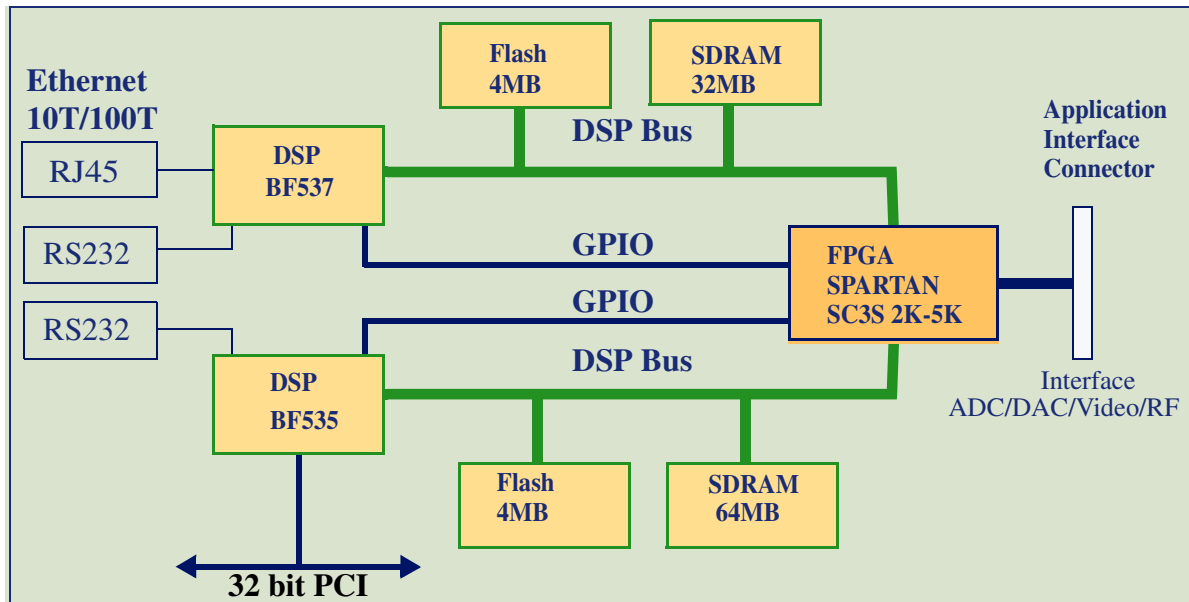 Flash
4MB
SDRAM
32MB
Ethernet
10T/100T
DSP Bus
Application
Interface
Connector
RJ45
DSP
BF537
RS232
GPIO
FPGA
SPARTAN
SC3S 2K-5K
RS232
GPIO
DSP Bus
DSP
BF535
Interface
ADC/DAC/Video/RF
Flash
4MB
SDRAM
64MB
32 bit PCI